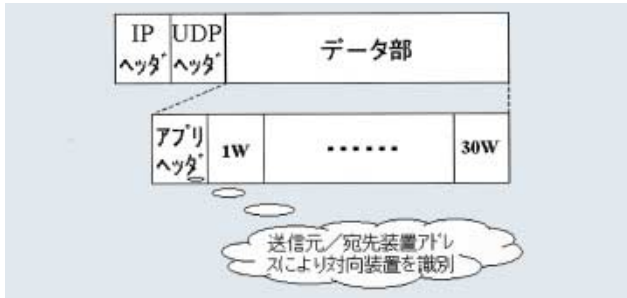 IP
ヘッダ
UDP
ヘッダ
データ部
アプリ
ヘッダ
1W
・・・・・・
30W
送信元／宛先装置アドレ
スにより対向装置を識別